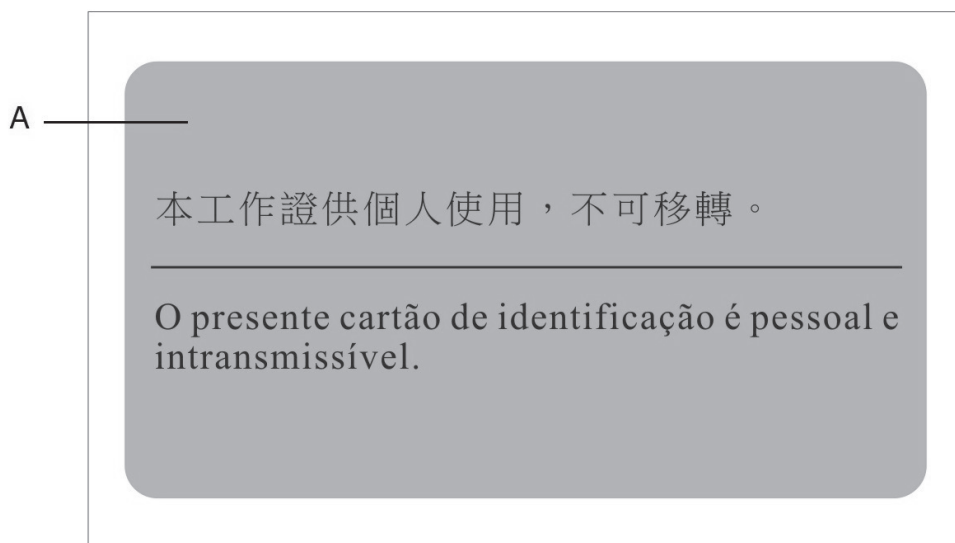 A
本工作證供個人使用，不可移轉。
O presente cartão de identificação é pessoal e
intransmissível.